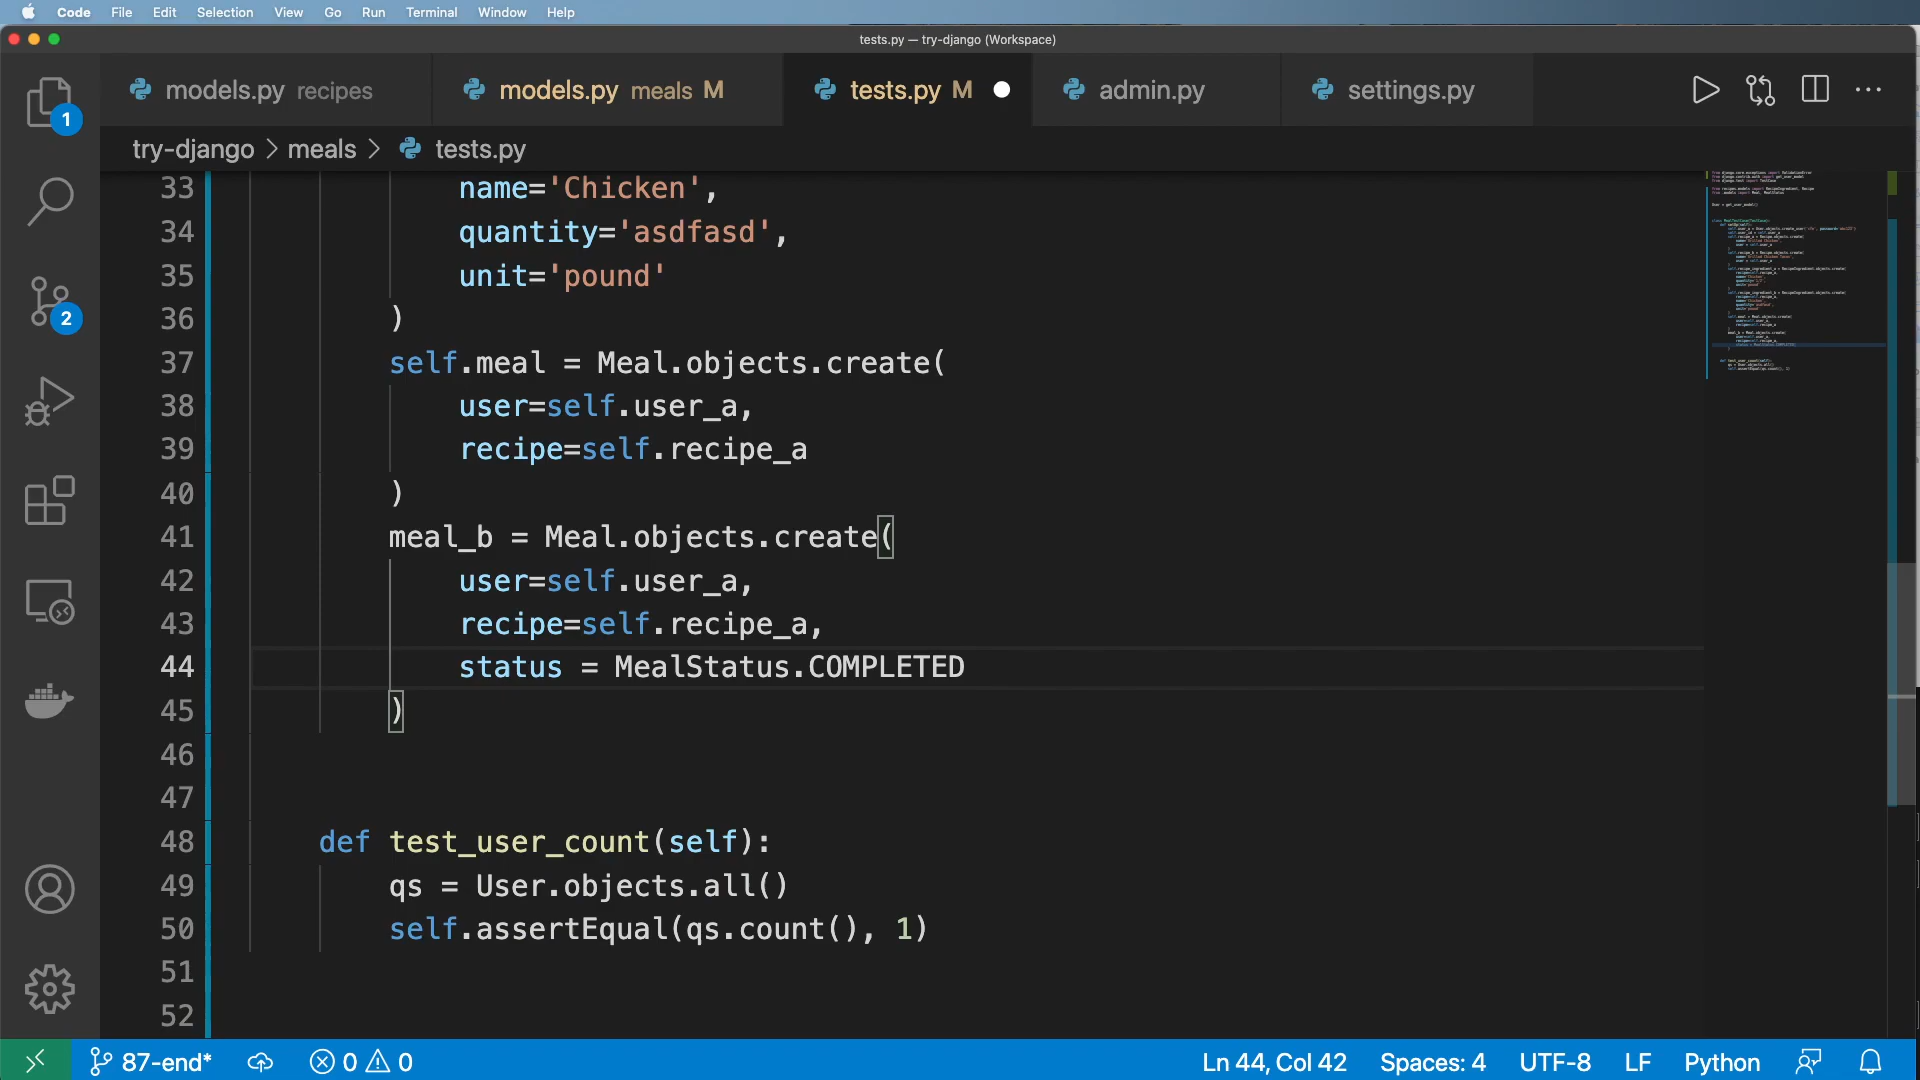 Code File Edit Selection View Go Run Terminal Window Help
tests.py — try-django (Workspace)
models.py recipes models.py meals M tests.py M admin.py settings.py
try-django > meals > tests.py
1
2
33 name='Chicken',
34 quantity='asdfasd',
35 unit='pound'
36 )
37 self.meal = Meal.objects.create(
38 user=self.user_a,
39 recipe=self.recipe_a
40 )
41 meal_b = Meal.objects.create(
42 user=self.user_a,
43 recipe=self.recipe_a,
44 status = MealStatus.COMPLETED
45 )
46
47
48 def test_user_count(self):
49 qs = User.objects.all()
50 self.assertEqual(qs.count(), 1)
51
52
87-end* 0 0 Ln 44, Col 42 Spaces: 4 UTF-8 LF Python